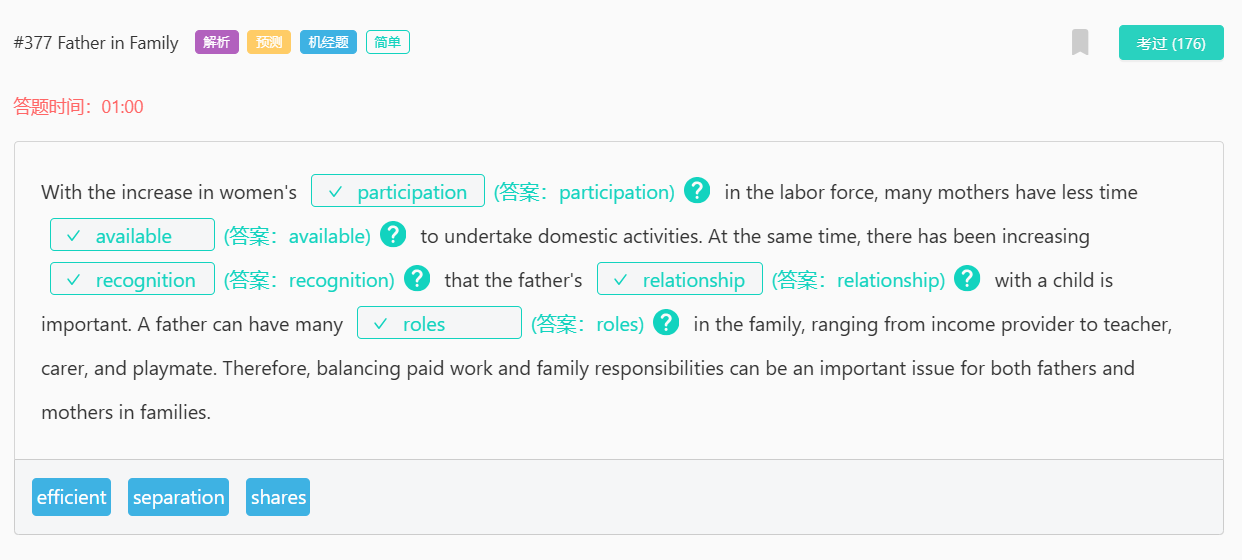 #377 Father in Family 解析 预测 机经题 简单 考过 (176)
答题时间：01:00
With the increase in women's ✓ participation (答案：participation) ? in the labor force, many mothers have less time
✓ available (答案：available) ? to undertake domestic activities. At the same time, there has been increasing
✓ recognition (答案：recognition) ? that the father's ✓ relationship (答案：relationship) ? with a child is
important. A father can have many ✓ roles (答案：roles) ? in the family, ranging from income provider to teacher,
carer, and playmate. Therefore, balancing paid work and family responsibilities can be an important issue for both fathers and
mothers in families.
efficient separation shares